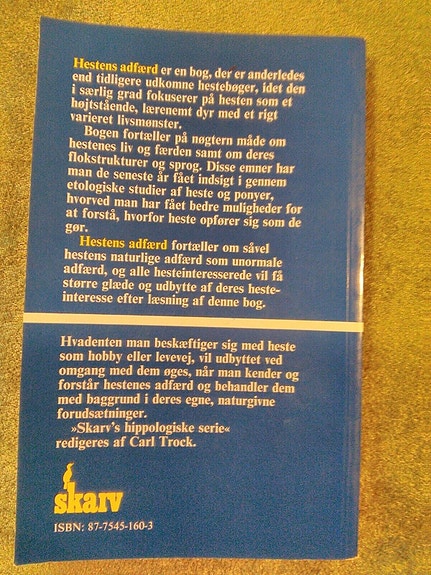 Hestens adfærd er en bog, der er anderledes
end tidligere udkomne hestebøger, idet den
i særlig grad fokuserer på hesten som et
højtstående, lærenemt dyr med et rigt
varieret livsmønster.
Bogen fortæller på nøgtern måde om
hestenes liv og færden samt om deres
flokstrukturer og sprog. Disse emner har
man de seneste år fået indsigt i gennem
etologiske studier af heste og ponyer,
hvorved man har fået bedre muligheder for
at forstå, hvorfor heste opfører sig som de
gør.
Hestens adfærd fortæller om såvel
hestens naturlige adfærd som unormale
adfærd, og alle hesteinteresserede vil få
større glæde og udbytte af deres heste-
interesse efter læsning af denne bog.
Hvadenten man beskæftiger sig med heste
som hobby eller levevej, vil udbyttet ved
omgang med dem øges, når man kender og
forstår hestenes adfærd og behandler dem
med baggrund i deres egne, naturgivne
forudsætninger.
»Skarv's hippologiske serie«
redigeres af Carl Trock.
skarv
ISBN: 87-7545-160-3